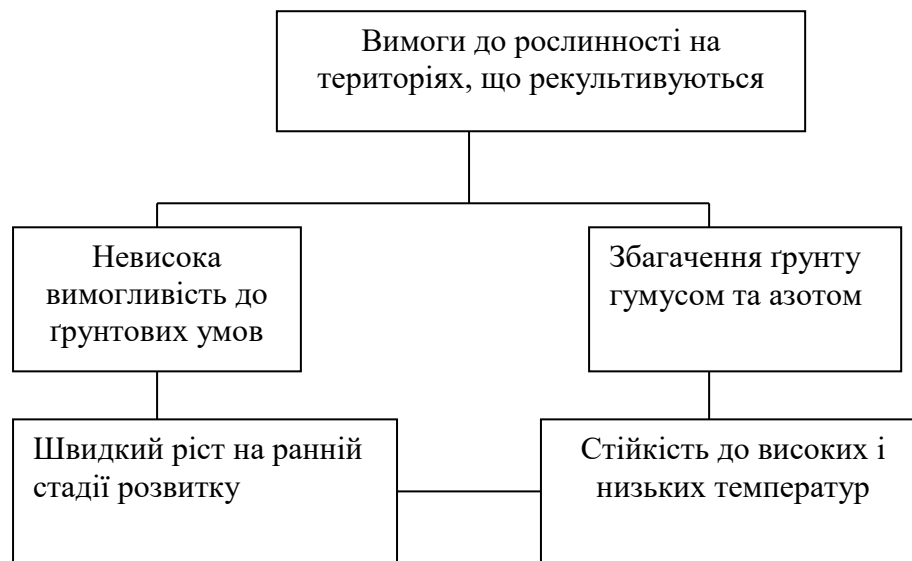 Вимоги до рослинності на
територіях, що рекультивуються
Невисока
вимогливість до
ґрунтових умов
Збагачення ґрунту
гумусом та азотом
Швидкий ріст на ранній
стадії розвитку
Стійкість до високих і
низьких температур